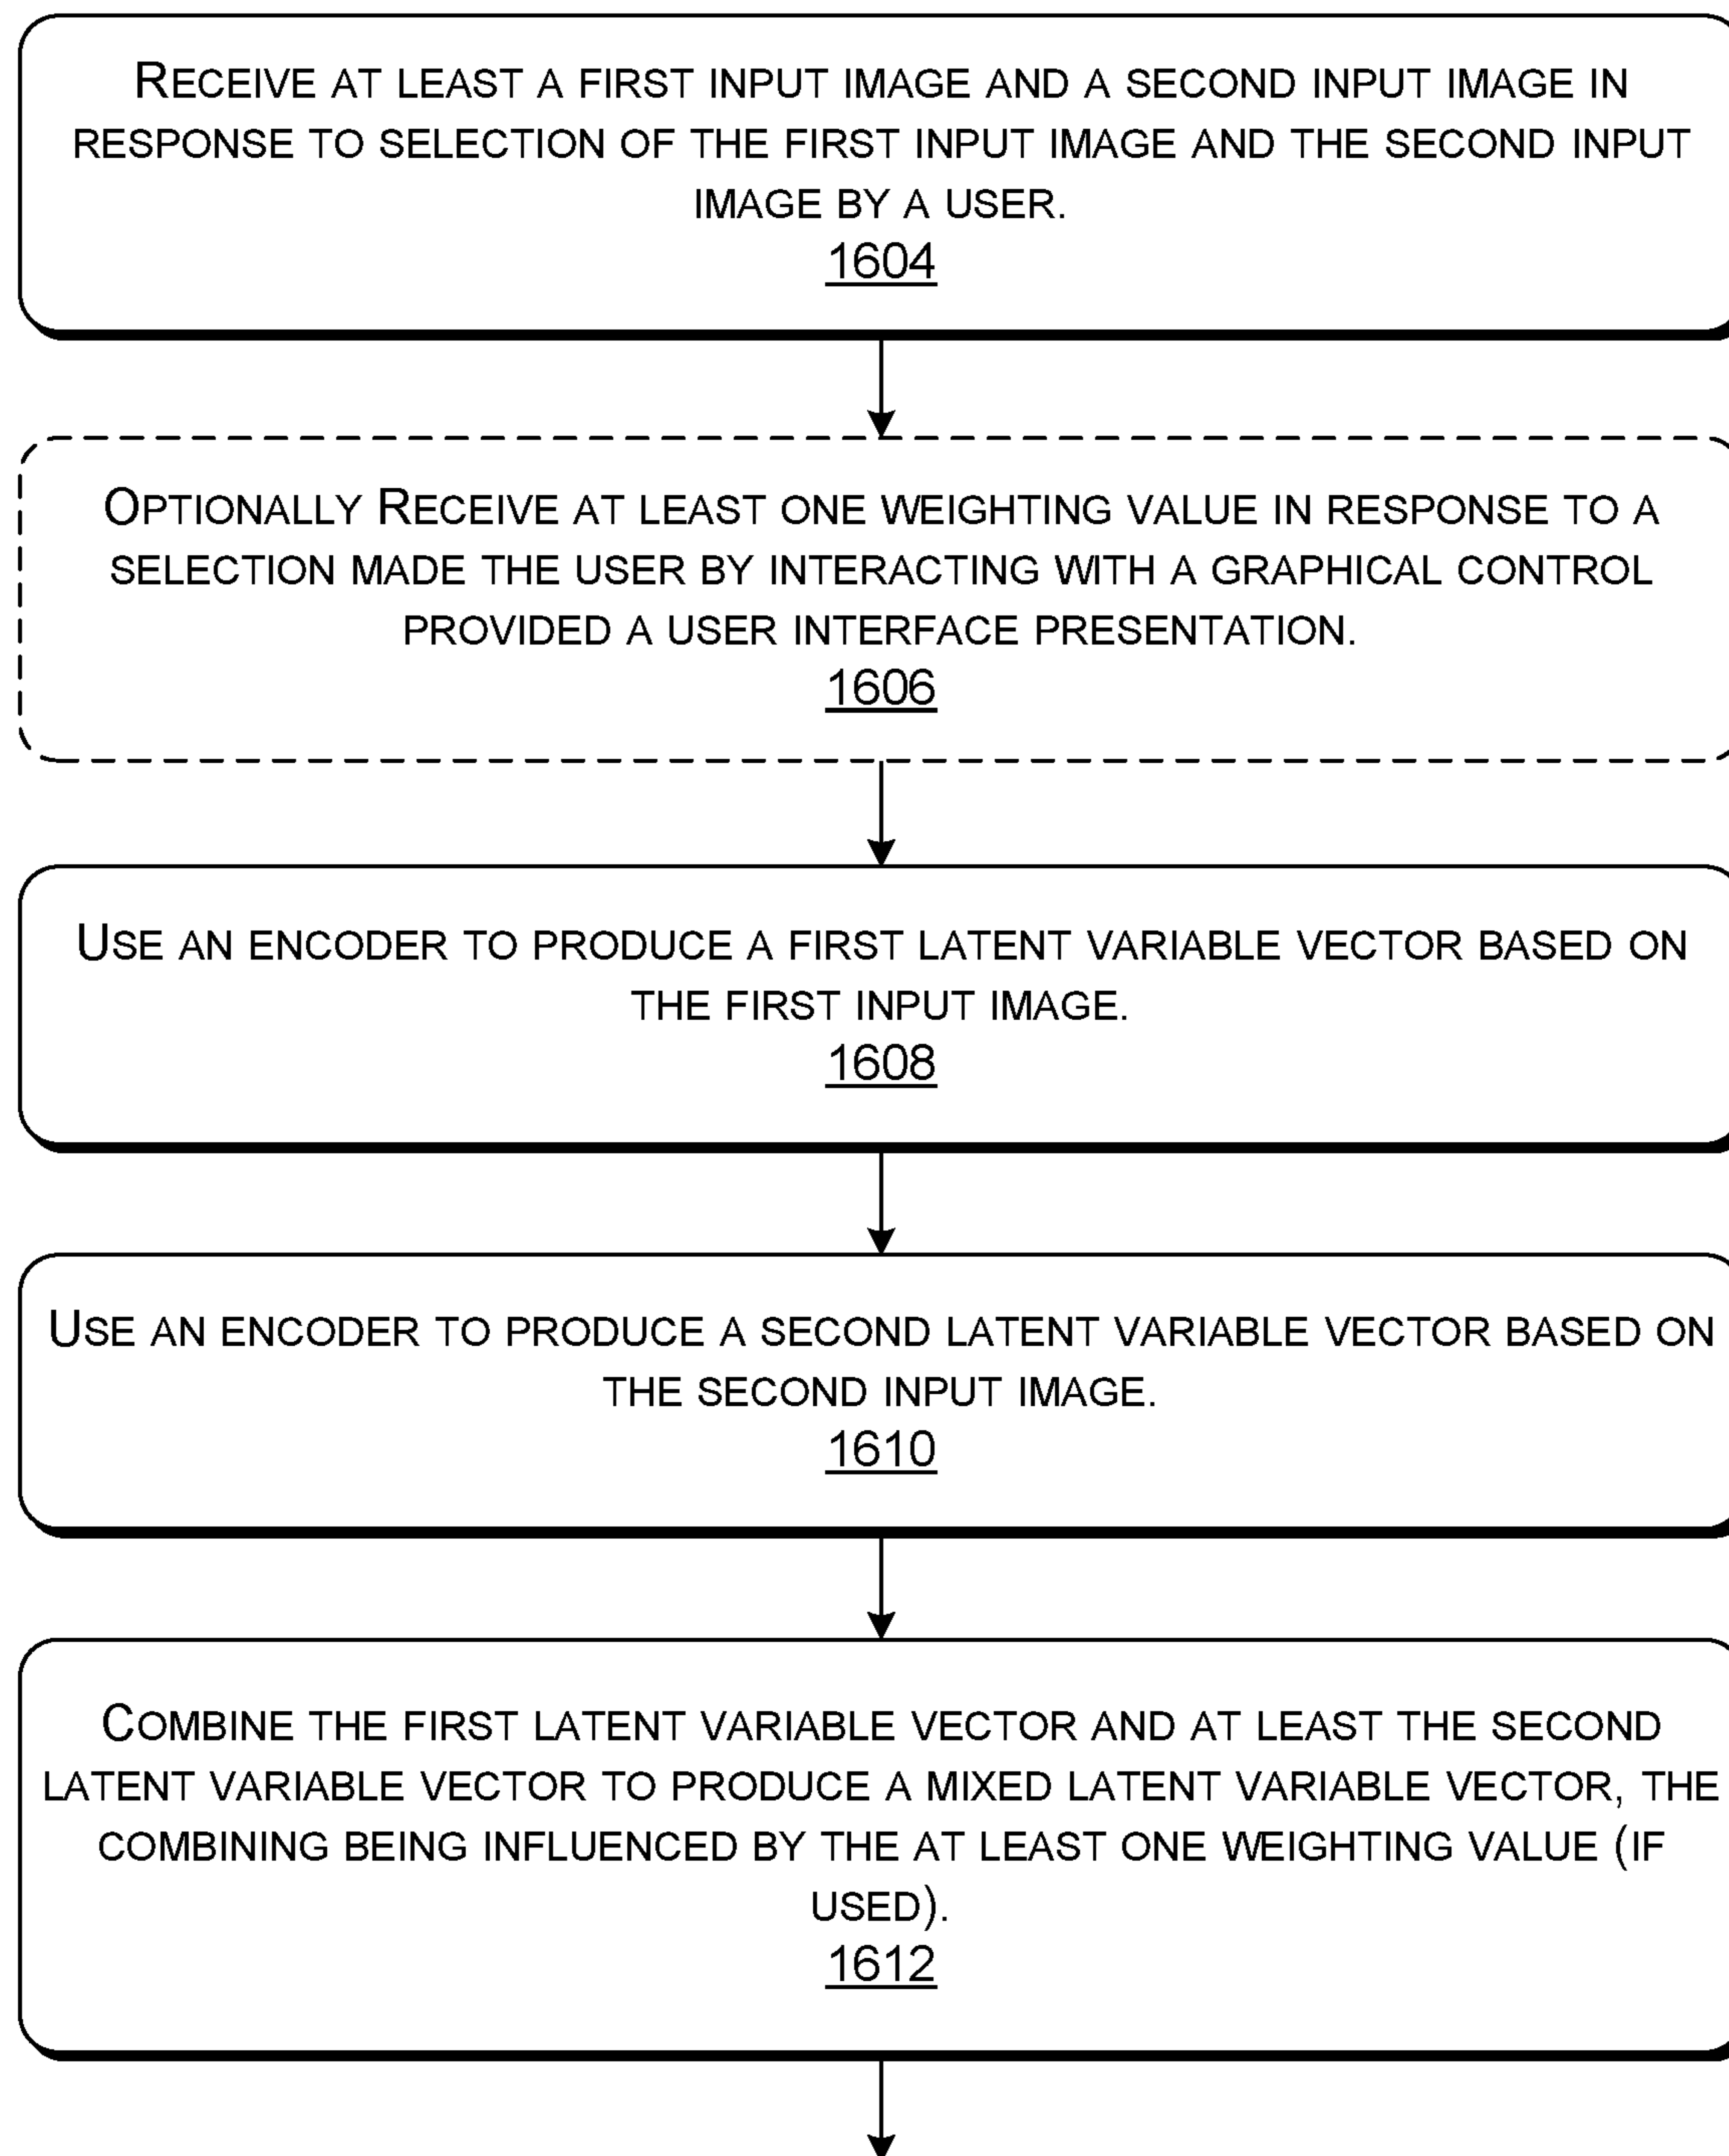 RECEIVE AT LEAST A FIRST INPUT IMAGE AND A SECOND INPUT IMAGE IN
RESPONSE TO SELECTION OF THE FIRST INPUT IMAGE AND THE SECOND INPUT
IMAGE BY A USER.
1604
OPTIONALLY RECEIVE AT LEAST ONE WEIGHTING VALUE IN RESPONSE TO A
SELECTION MADE THE USER BY INTERACTING WITH A GRAPHICAL CONTROL
PROVIDED A USER INTERFACE PRESENTATION.
1606
USE AN ENCODER TO PRODUCE A FIRST LATENT VARIABLE VECTOR BASED ON
THE FIRST INPUT IMAGE.
1608
USE AN ENCODER TO PRODUCE A SECOND LATENT VARIABLE VECTOR BASED ON
THE SECOND INPUT IMAGE.
1610
COMBINE THE FIRST LATENT VARIABLE VECTOR AND AT LEAST THE SECOND
LATENT VARIABLE VECTOR TO PRODUCE A MIXED LATENT VARIABLE VECTOR, THE
COMBINING BEING INFLUENCED BY THE AT LEAST ONE WEIGHTING VALUE (IF
USED).
1612